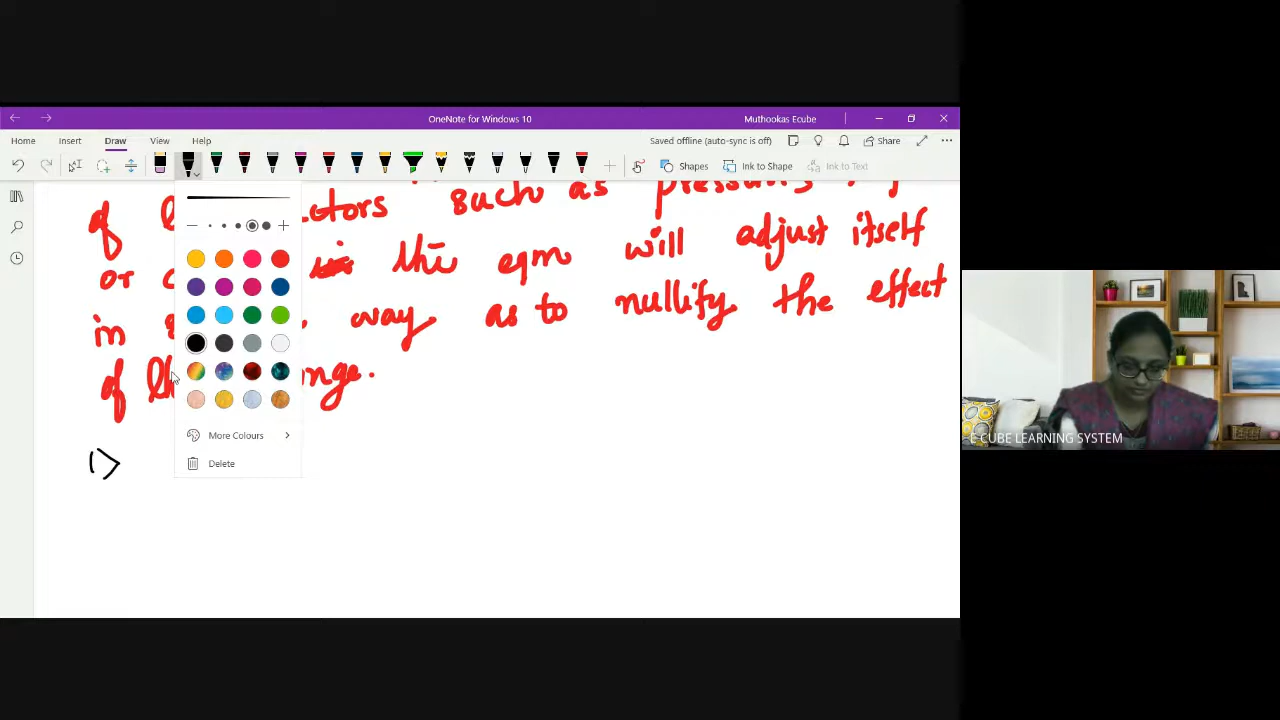 OneNote for Windows 10
Muthookas Ecube
Home Insert Draw View Help
Saved offline (auto-sync is off)
Share
Shapes
Ink to Shape
Ink to Text
of such as
or the eqm will adjust itself
in way as to nullify the effect
of
More Colours
Delete
1>
E CUBE LEARNING SYSTEM